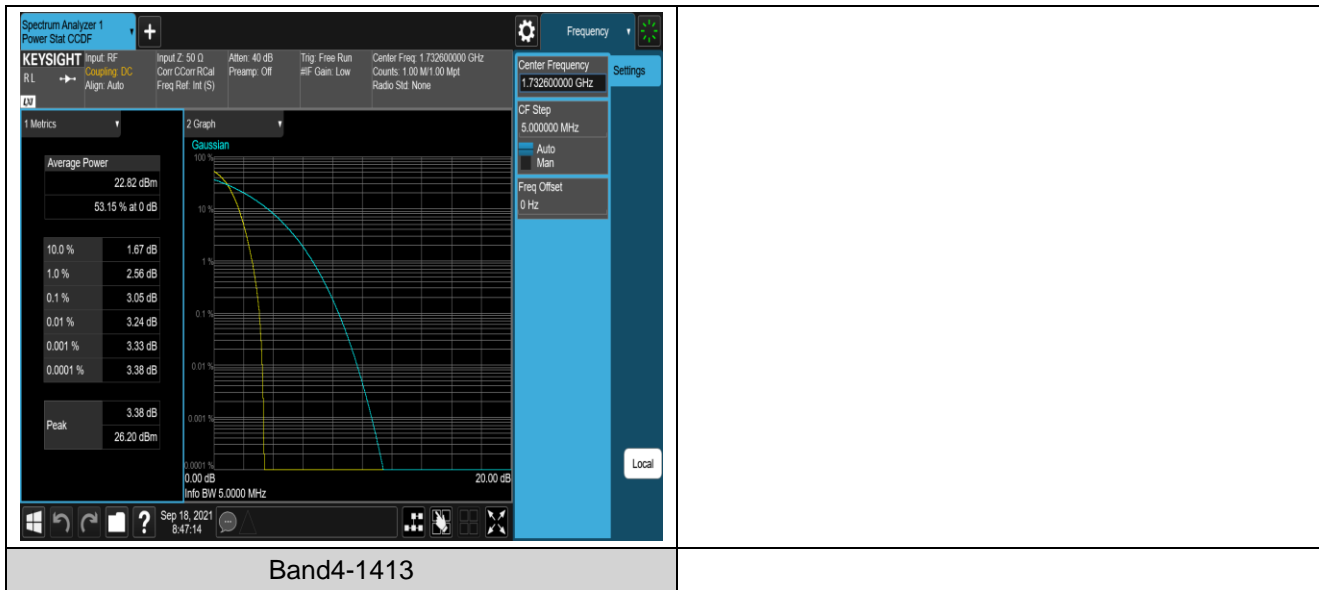 Spectrum Analyzer 1
Power Stat CCDF
+
Frequency
KEYSIGHT
RL
LXI
Input: RF
Coupling: DC
Align: Auto
Input Z: 50 Ω
Corr CCorr RCal
Freq Ref: Int (S)
Atten: 40 dB
Preamp: Off
Trig: Free Run
#IF Gain: Low
Center Freq: 1.732600000 GHz
Counts: 1.00 M/1.00 Mpt
Radio Std: None
Center Frequency
1.732600000 GHz
Settings
CF Step
5.000000 MHz
Auto
Man
Freq Offset
0 Hz
1 Metrics
Average Power
22.82 dBm
53.15 % at 0 dB
10.0 % 1.67 dB
1.0 % 2.56 dB
0.1 % 3.05 dB
0.01 % 3.24 dB
0.001 % 3.33 dB
0.0001 % 3.38 dB
Peak
3.38 dB
26.20 dBm
2 Graph
Gaussian
100 %
10 %
1 %
0.1 %
0.01 %
0.001 %
0.0001 %
0.00 dB 20.00 dB
Info BW 5.0000 MHz
Local
?
Sep 18, 2021
8:47:14
Band4-1413